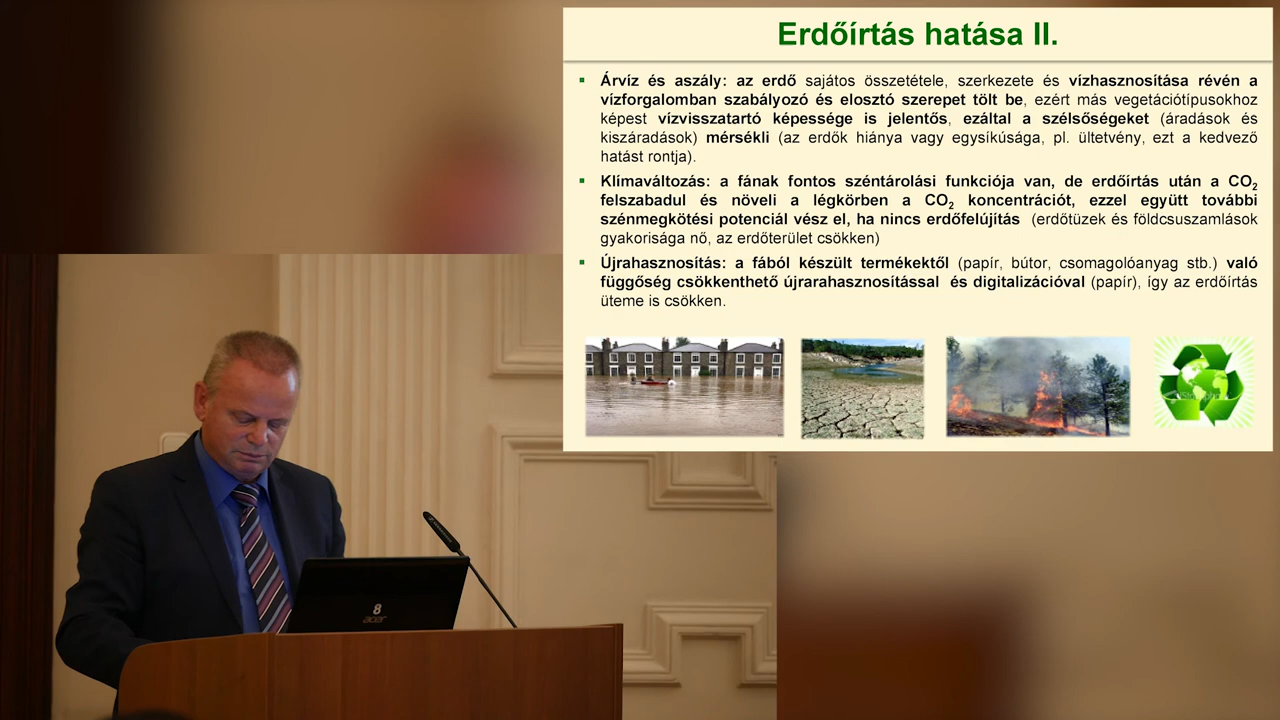 Erdőírtás hatása II.
▪ Árvíz és aszály: az erdő sajátos összetétele, szerkezete és vízhasznosítása révén a
vízforgalomban szabályozó és elosztó szerepet tölt be, ezért más vegetációtípusokhoz
képest vízvisszatartó képessége is jelentős, ezáltal a szélsőségeket (áradások és
kiszáradások) mérsékli (az erdők hiánya vagy egysíkúsága, pl. ültetvény, ezt a kedvező
hatást rontja).
▪ Klímaváltozás: a fának fontos széntárolási funkciója van, de erdőírtás után a CO₂
felszabadul és növeli a légkörben a CO₂ koncentrációt, ezzel együtt további
szénmegkötési potenciál vész el, ha nincs erdőfelújítás (erdőtüzek és földcsuszamlások
gyakorisága nő, az erdőterület csökken)
▪ Újrahasznosítás: a fából készült termékektől (papír, bútor, csomagolóanyag stb.) való
függőség csökkenthető újrarahasznosítással és digitalizációval (papír), így az erdőírtás
üteme is csökken.
8
acer